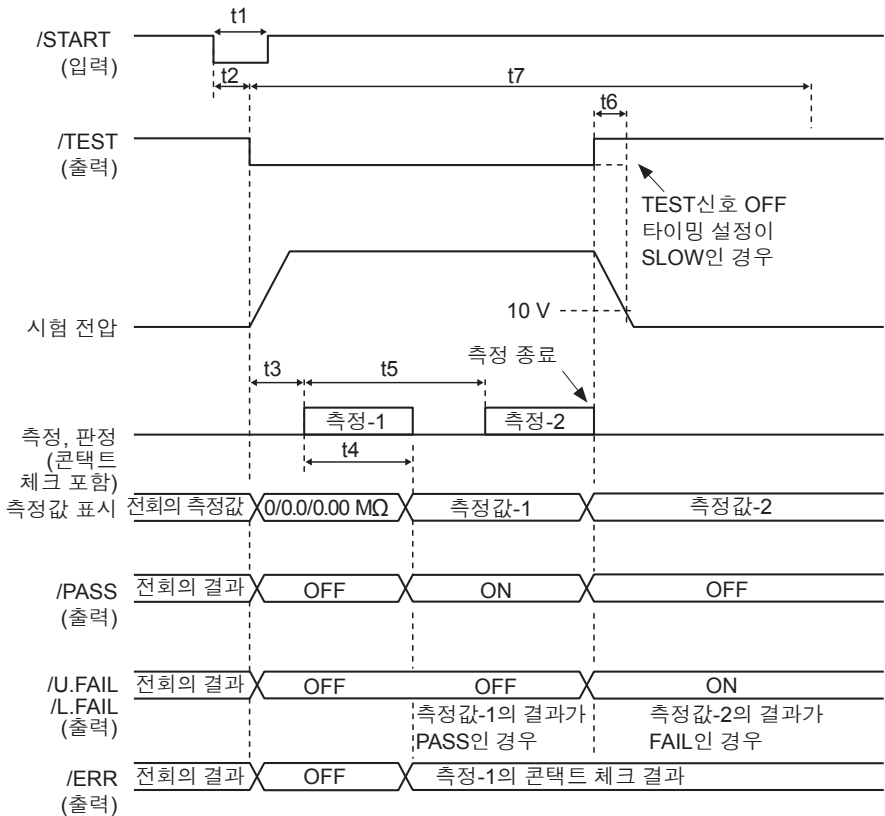 t1
/START
(입력)
t2
t7
t6
/TEST
(출력)
TEST신호 OFF
타이밍 설정이
SLOW인 경우
10 V
시험 전압
측정 종료
t3
t5
측정-1
측정-2
측정, 판정
(콘택트
체크 포함)
t4
측정값 표시
전회의 측정값
0/0.0/0.00 MΩ
측정값-1
측정값-2
/PASS
(출력)
전회의 결과
OFF
ON
OFF
/U.FAIL
/L.FAIL
(출력)
전회의 결과
OFF
OFF
ON
측정값-1의 결과가
PASS인 경우
측정값-2의 결과가
FAIL인 경우
/ERR
(출력)
전회의 결과
OFF
측정-1의 콘택트 체크 결과